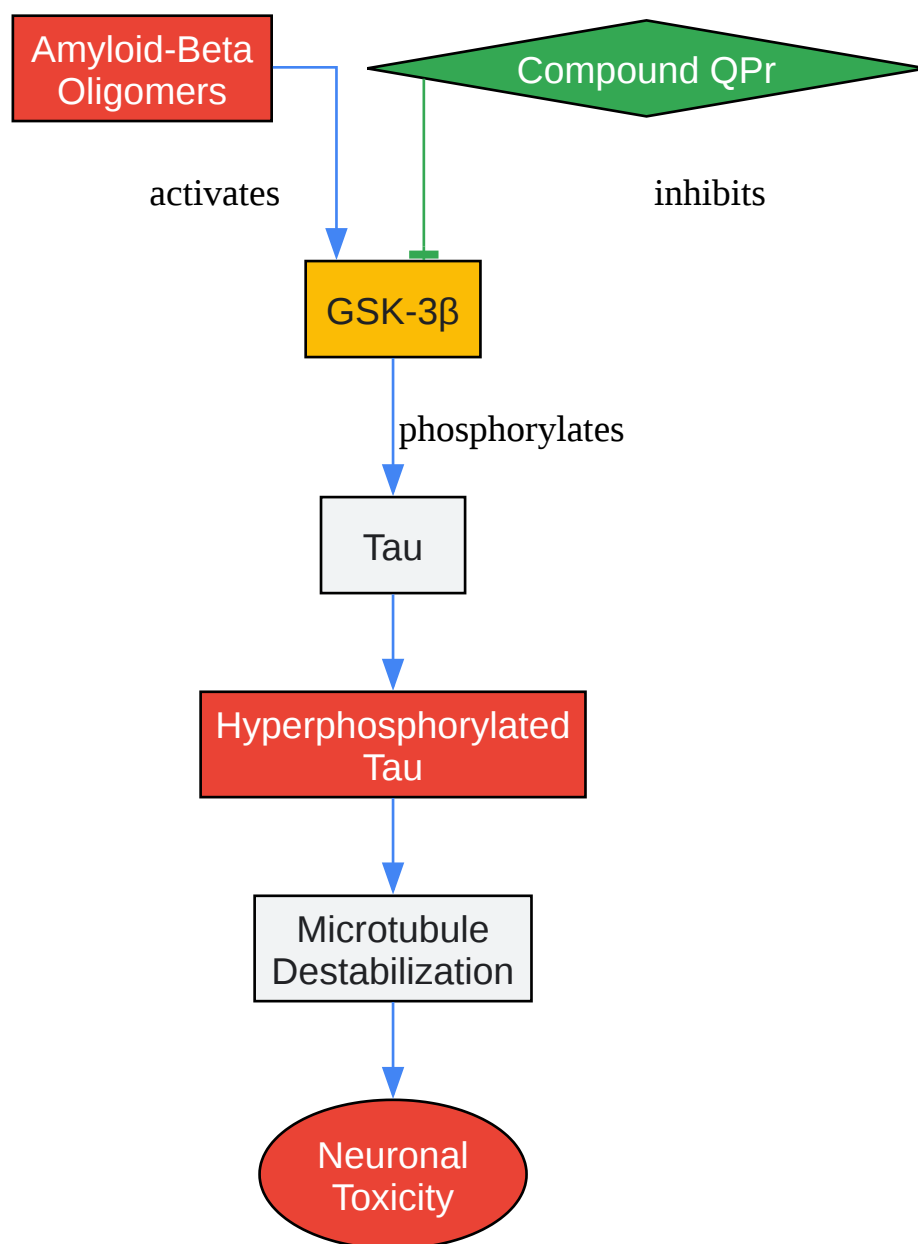 Amyloid-Beta
Oligomers
Compound QPr
activates
inhibits
GSK-3β
phosphorylates
Tau
Hyperphosphorylated
Tau
Microtubule
Destabilization
Neuronal
Toxicity